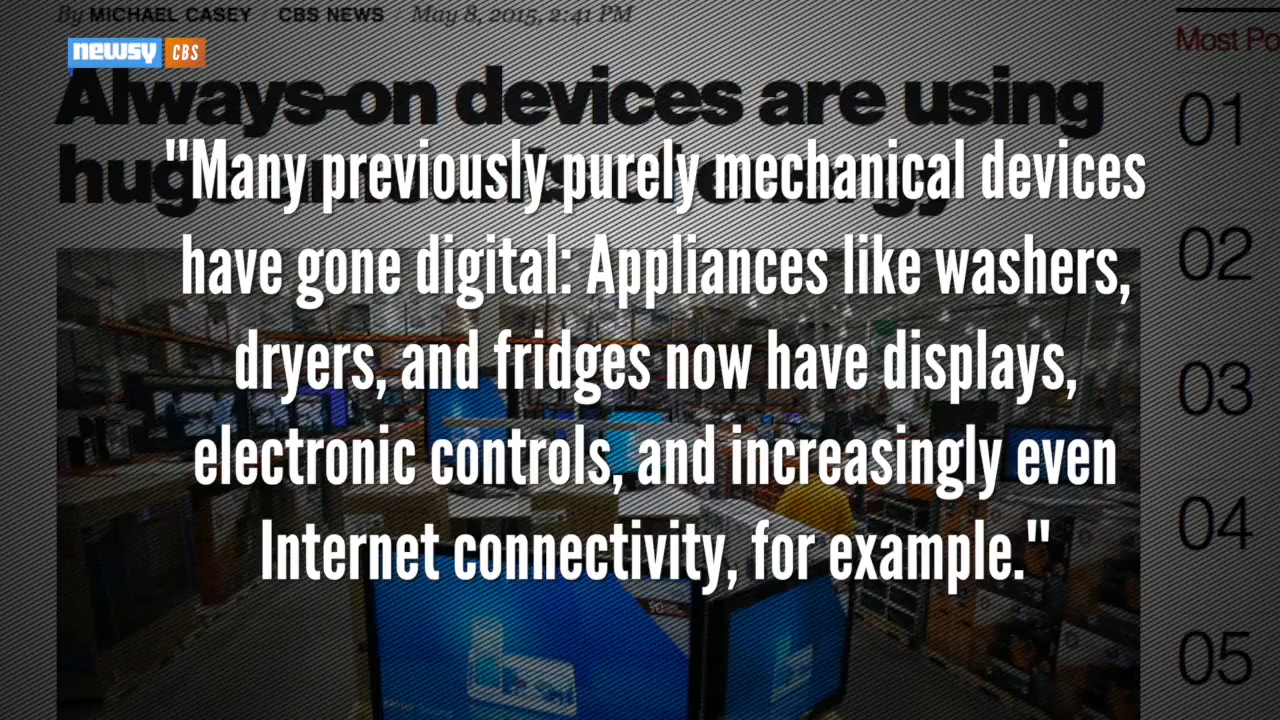 By MICHAEL CASEY / CBS NEWS / May 8, 2015, 2:41 PM
Most Po
newsy CBS
Always-on devices are using
"Many previously purely mechanical devices
have gone digital: Appliances like washers,
dryers, and fridges now have displays,
electronic controls, and increasingly even
Internet connectivity, for example."
01
02
03
04
05